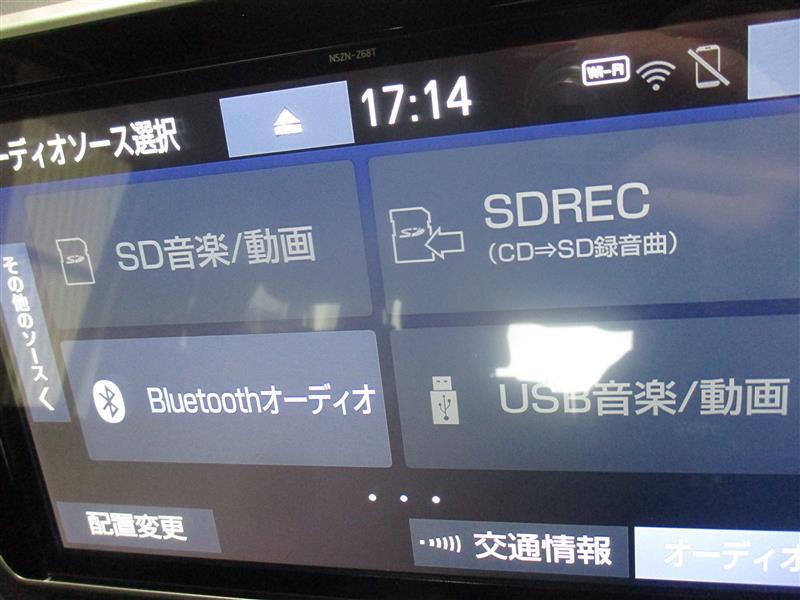 NSZN-Z68T
ーディオソース選択
17:14
Wi-Fi
SD音楽/動画
SD
SDREC
(CD⇒SD録音曲)
SD
その他のソース
Bluetoothオーディオ
USB音楽/動画
配置変更
交通情報
オーディオ